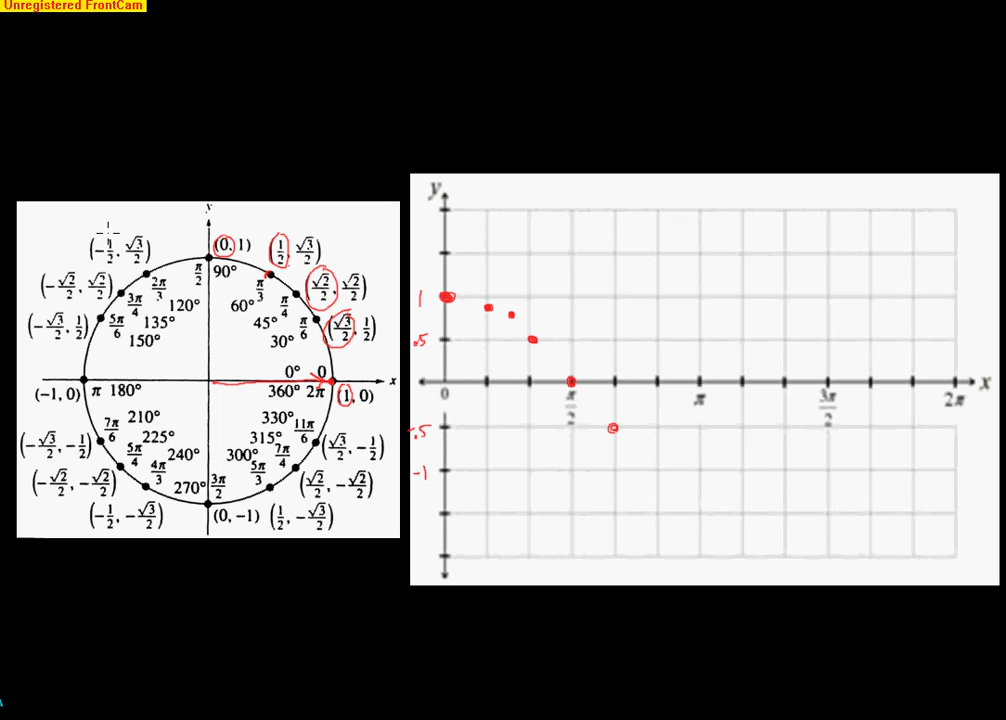 Unregistered FrontCam
y
(-1/2, √3/2) (0, 1) (1/2, √3/2)
(-√2/2, √2/2) 2π/3 π/2 90° π/3 (√2/2, √2/2)
3π/4 120° 60° π/4
(-√3/2, 1/2) 5π/6 135° 45° π/6 (√3/2, 1/2)
150° 30°
0° 0 x
(-1, 0) π 180° 360° 2π (1, 0)
210° 330°
7π/6 225° 315° 11π/6
(-√3/2, -1/2) 5π/4 240° 300° 7π/4 (√3/2, -1/2)
(-√2/2, -√2/2) 4π/3 5π/3 (√2/2, -√2/2)
270° 3π/2
(-1/2, -√3/2) (0, -1) (1/2, -√3/2)
y
1
.5
x
0 π/2 π 3π/2 2π
-.5
-1